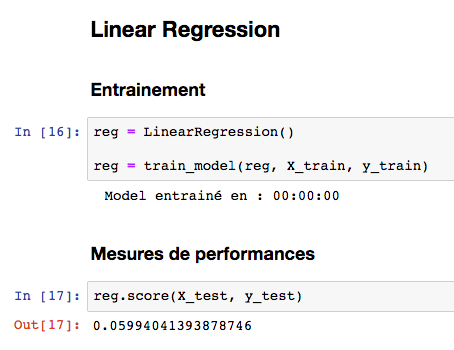 Linear Regression
Entrainement
In [16]: reg = LinearRegression()
reg = train_model(reg, X_train, y_train)
Model entrainé en : 00:00:00
Mesures de performances
In [17]: reg.score(X_test, y_test)
Out[17]: 0.05994041393878746